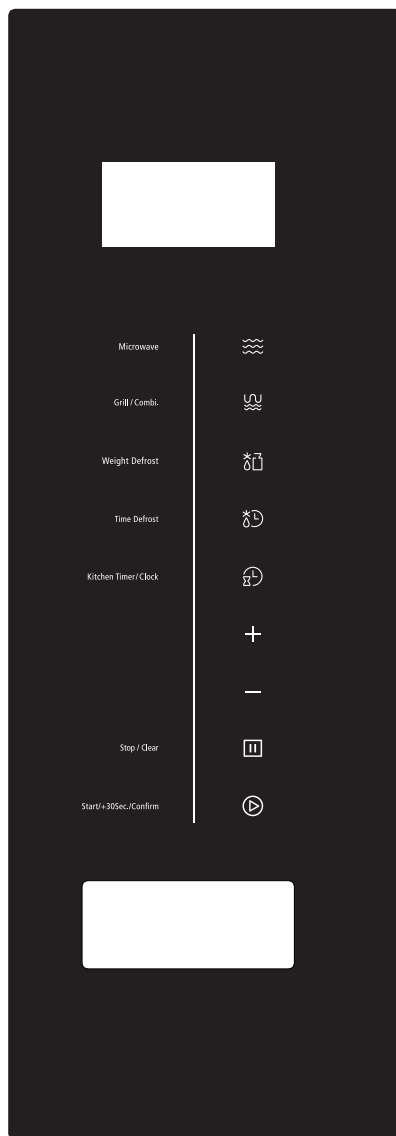 Microwave
Grill / Combi.
Weight Defrost
Time Defrost
Kitchen Timer/Clock
+
−
Stop / Clear
Start/+30Sec./Confirm